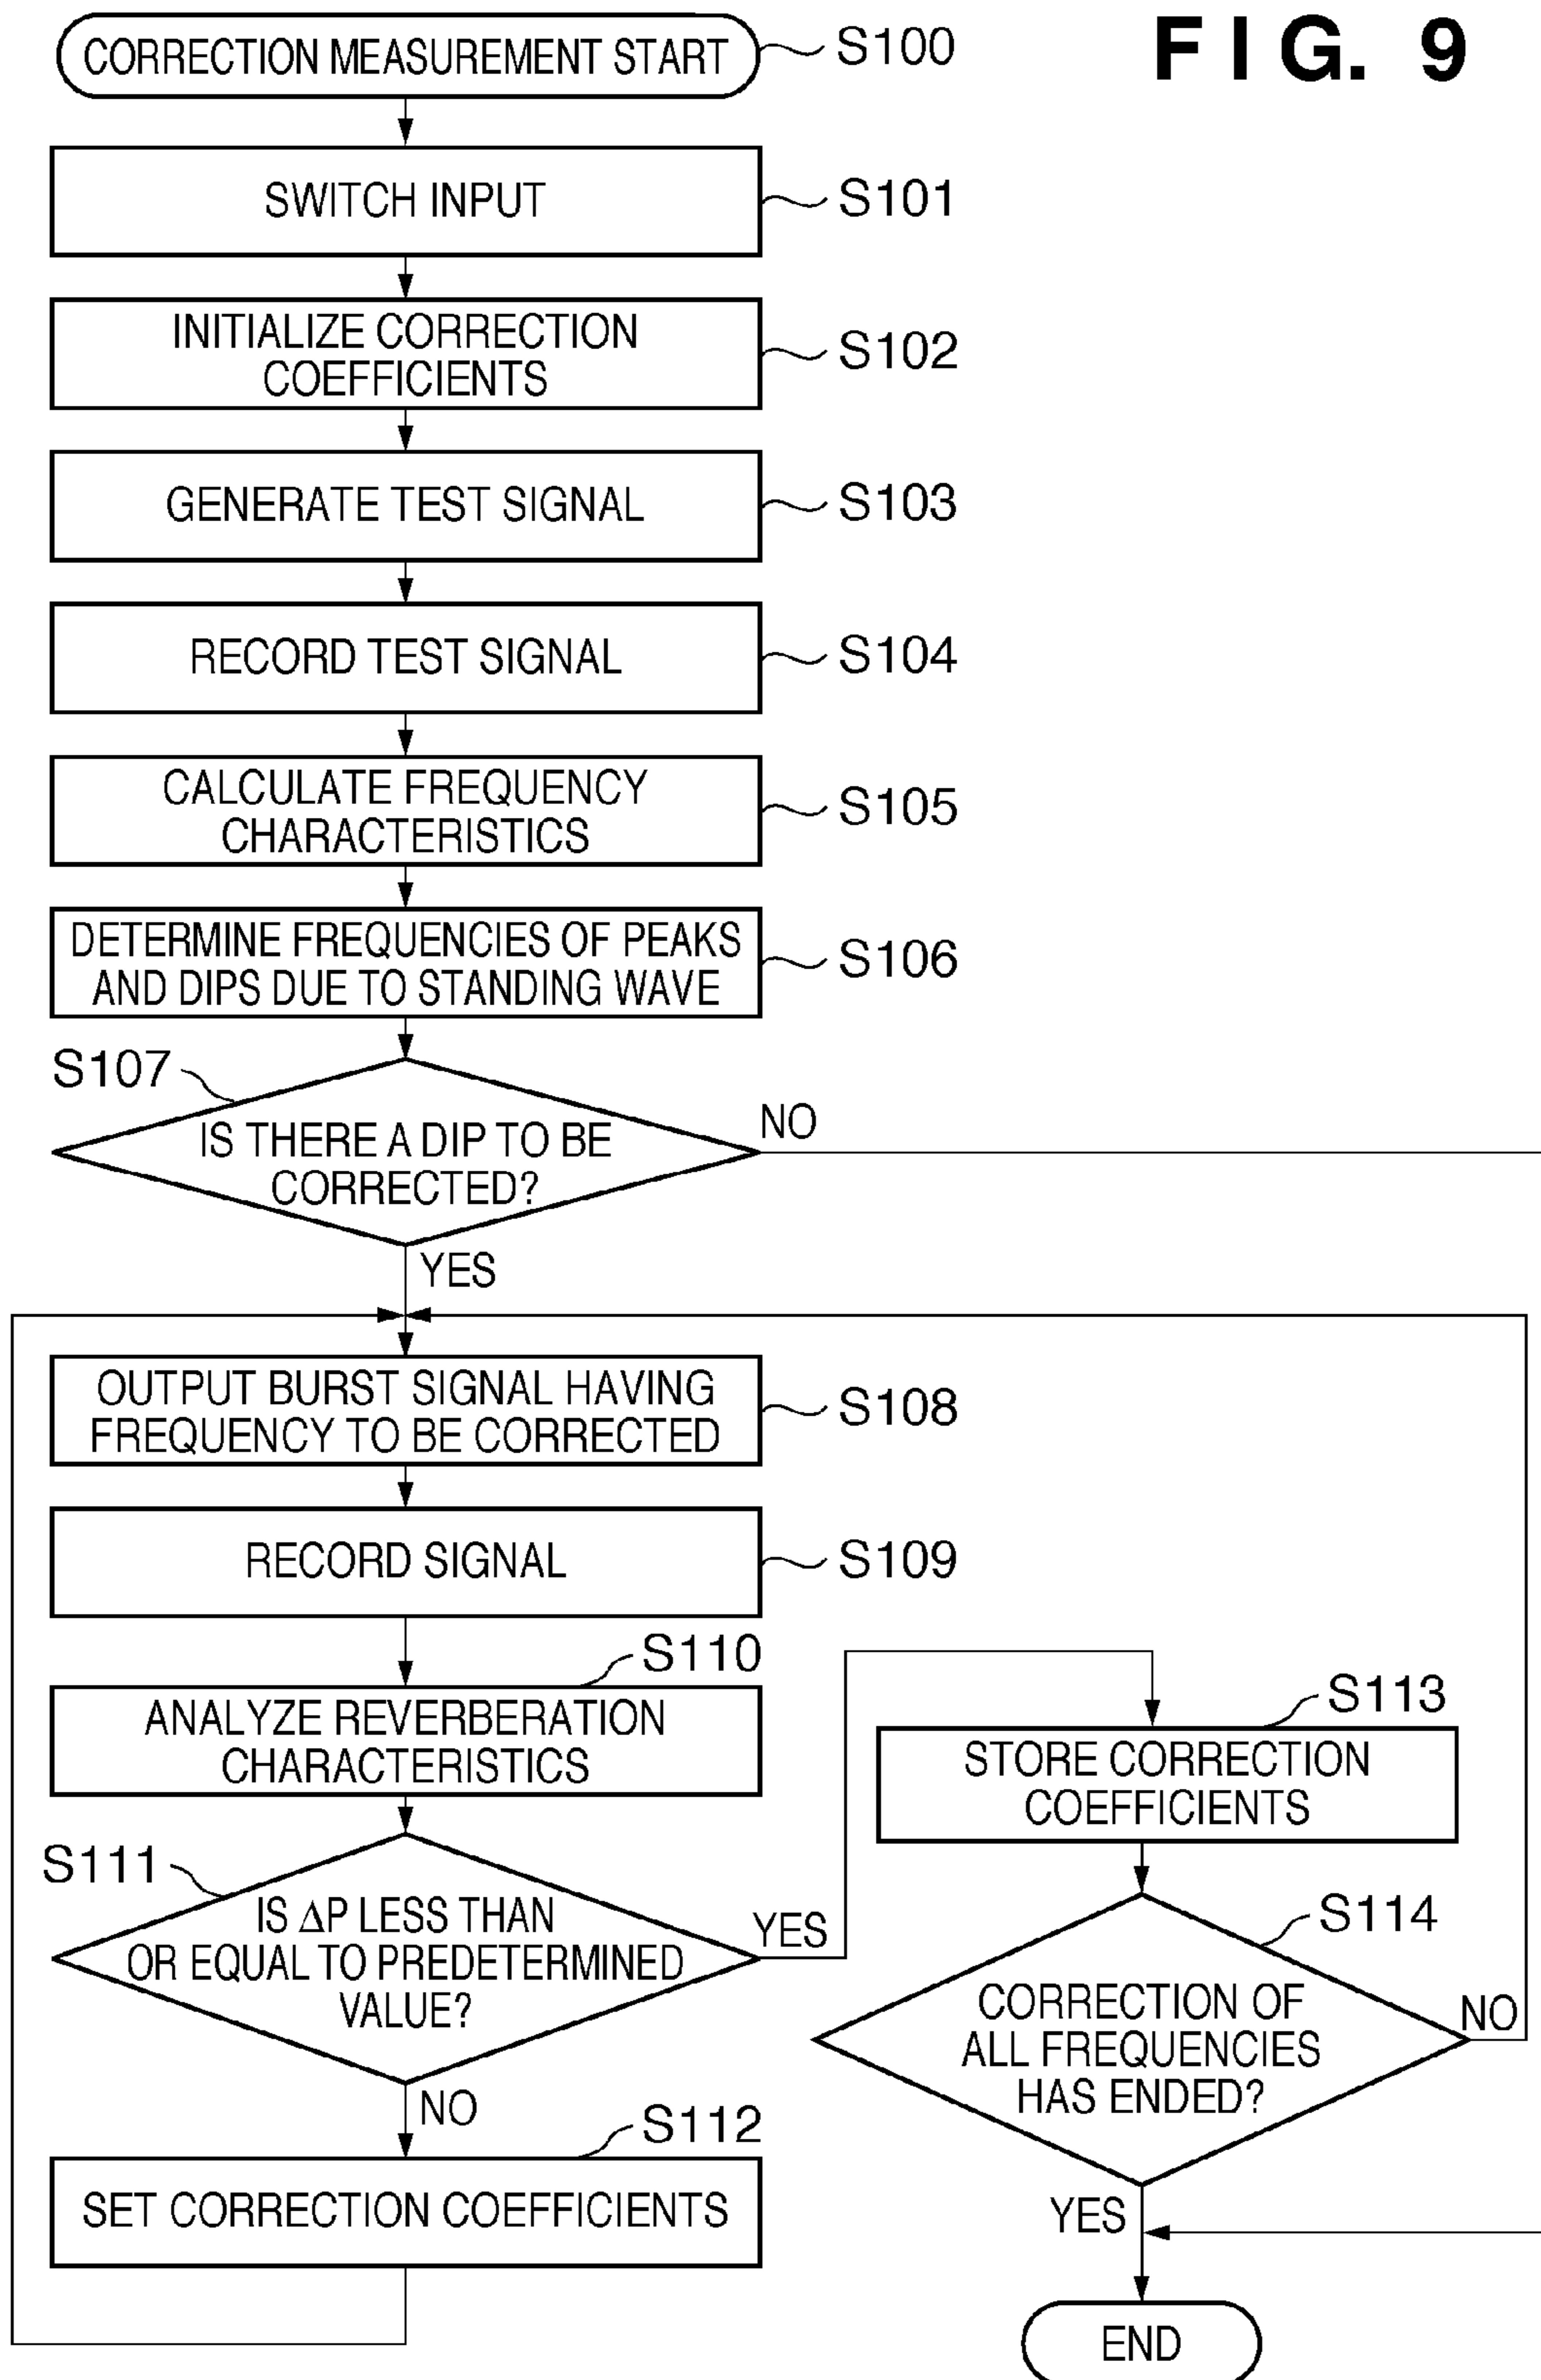 FIG. 9
CORRECTION MEASUREMENT START
S100
SWITCH INPUT
S101
INITIALIZE CORRECTION
COEFFICIENTS
S102
GENERATE TEST SIGNAL
S103
RECORD TEST SIGNAL
S104
CALCULATE FREQUENCY
CHARACTERISTICS
S105
DETERMINE FREQUENCIES OF PEAKS
AND DIPS DUE TO STANDING WAVE
S106
S107
IS THERE A DIP TO BE
CORRECTED?
NO
YES
OUTPUT BURST SIGNAL HAVING
FREQUENCY TO BE CORRECTED
S108
RECORD SIGNAL
S109
S110
ANALYZE REVERBERATION
CHARACTERISTICS
S111
IS ΔP LESS THAN
OR EQUAL TO PREDETERMINED
VALUE?
YES
NO
S112
SET CORRECTION COEFFICIENTS
S113
STORE CORRECTION
COEFFICIENTS
S114
CORRECTION OF
ALL FREQUENCIES
HAS ENDED?
NO
YES
END